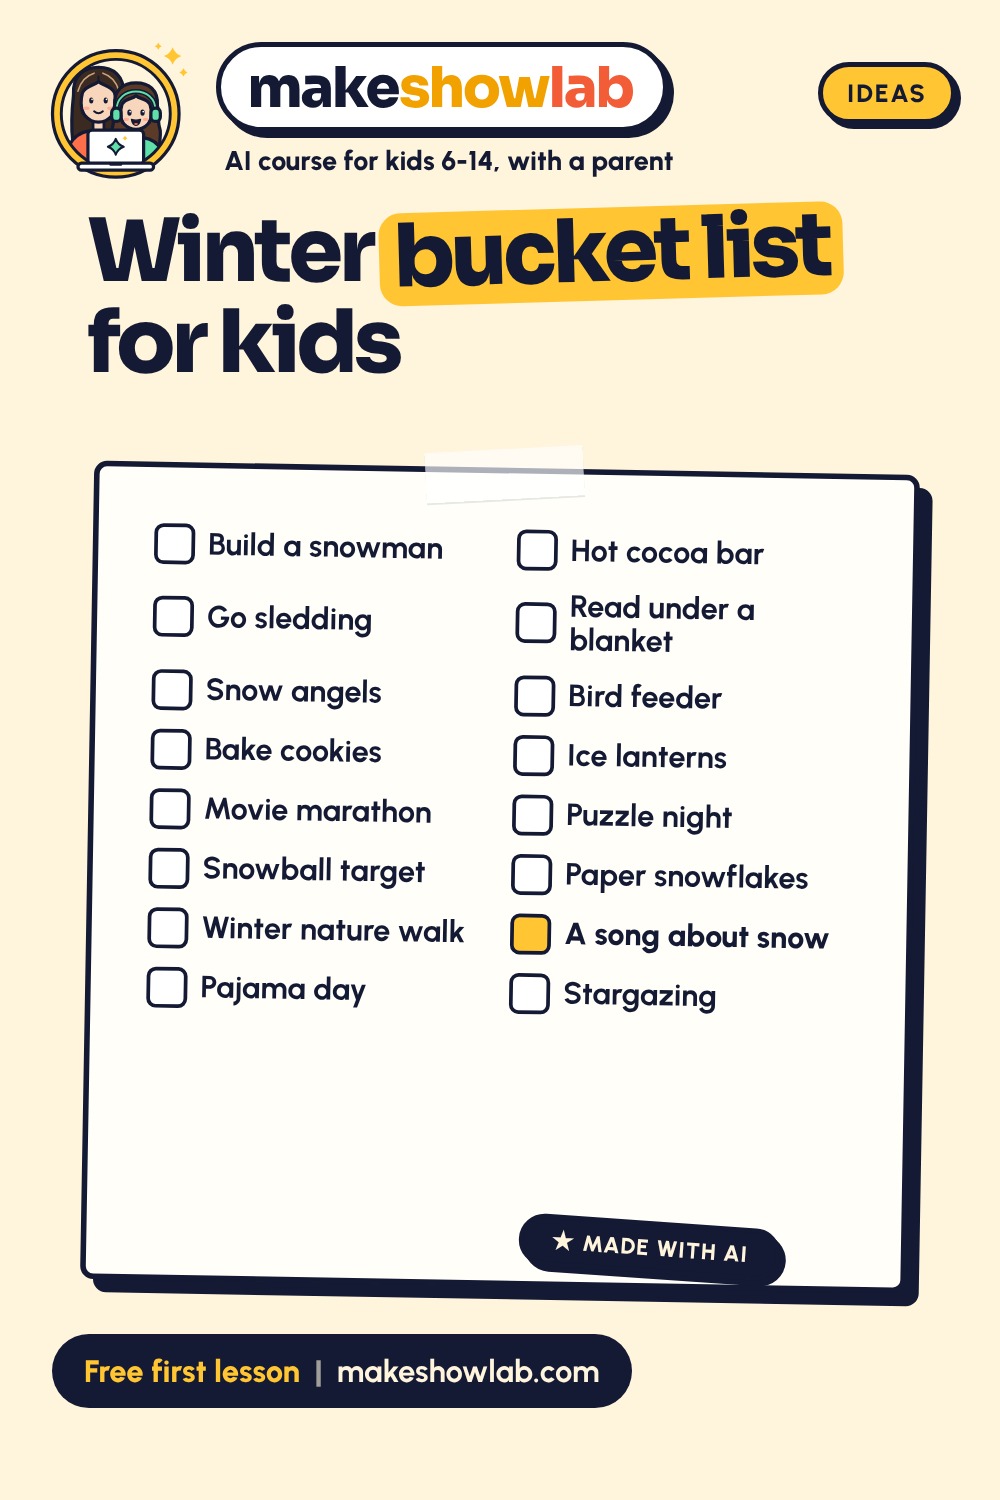 makeshowlab
IDEAS
AI course for kids 6-14, with a parent
Winter bucket list
for kids
Build a snowman
Go sledding
Snow angels
Bake cookies
Movie marathon
Snowball target
Winter nature walk
Pajama day
Hot cocoa bar
Read under a
blanket
Bird feeder
Ice lanterns
Puzzle night
Paper snowflakes
A song about snow
Stargazing
★ MADE WITH AI
Free first lesson | makeshowlab.com